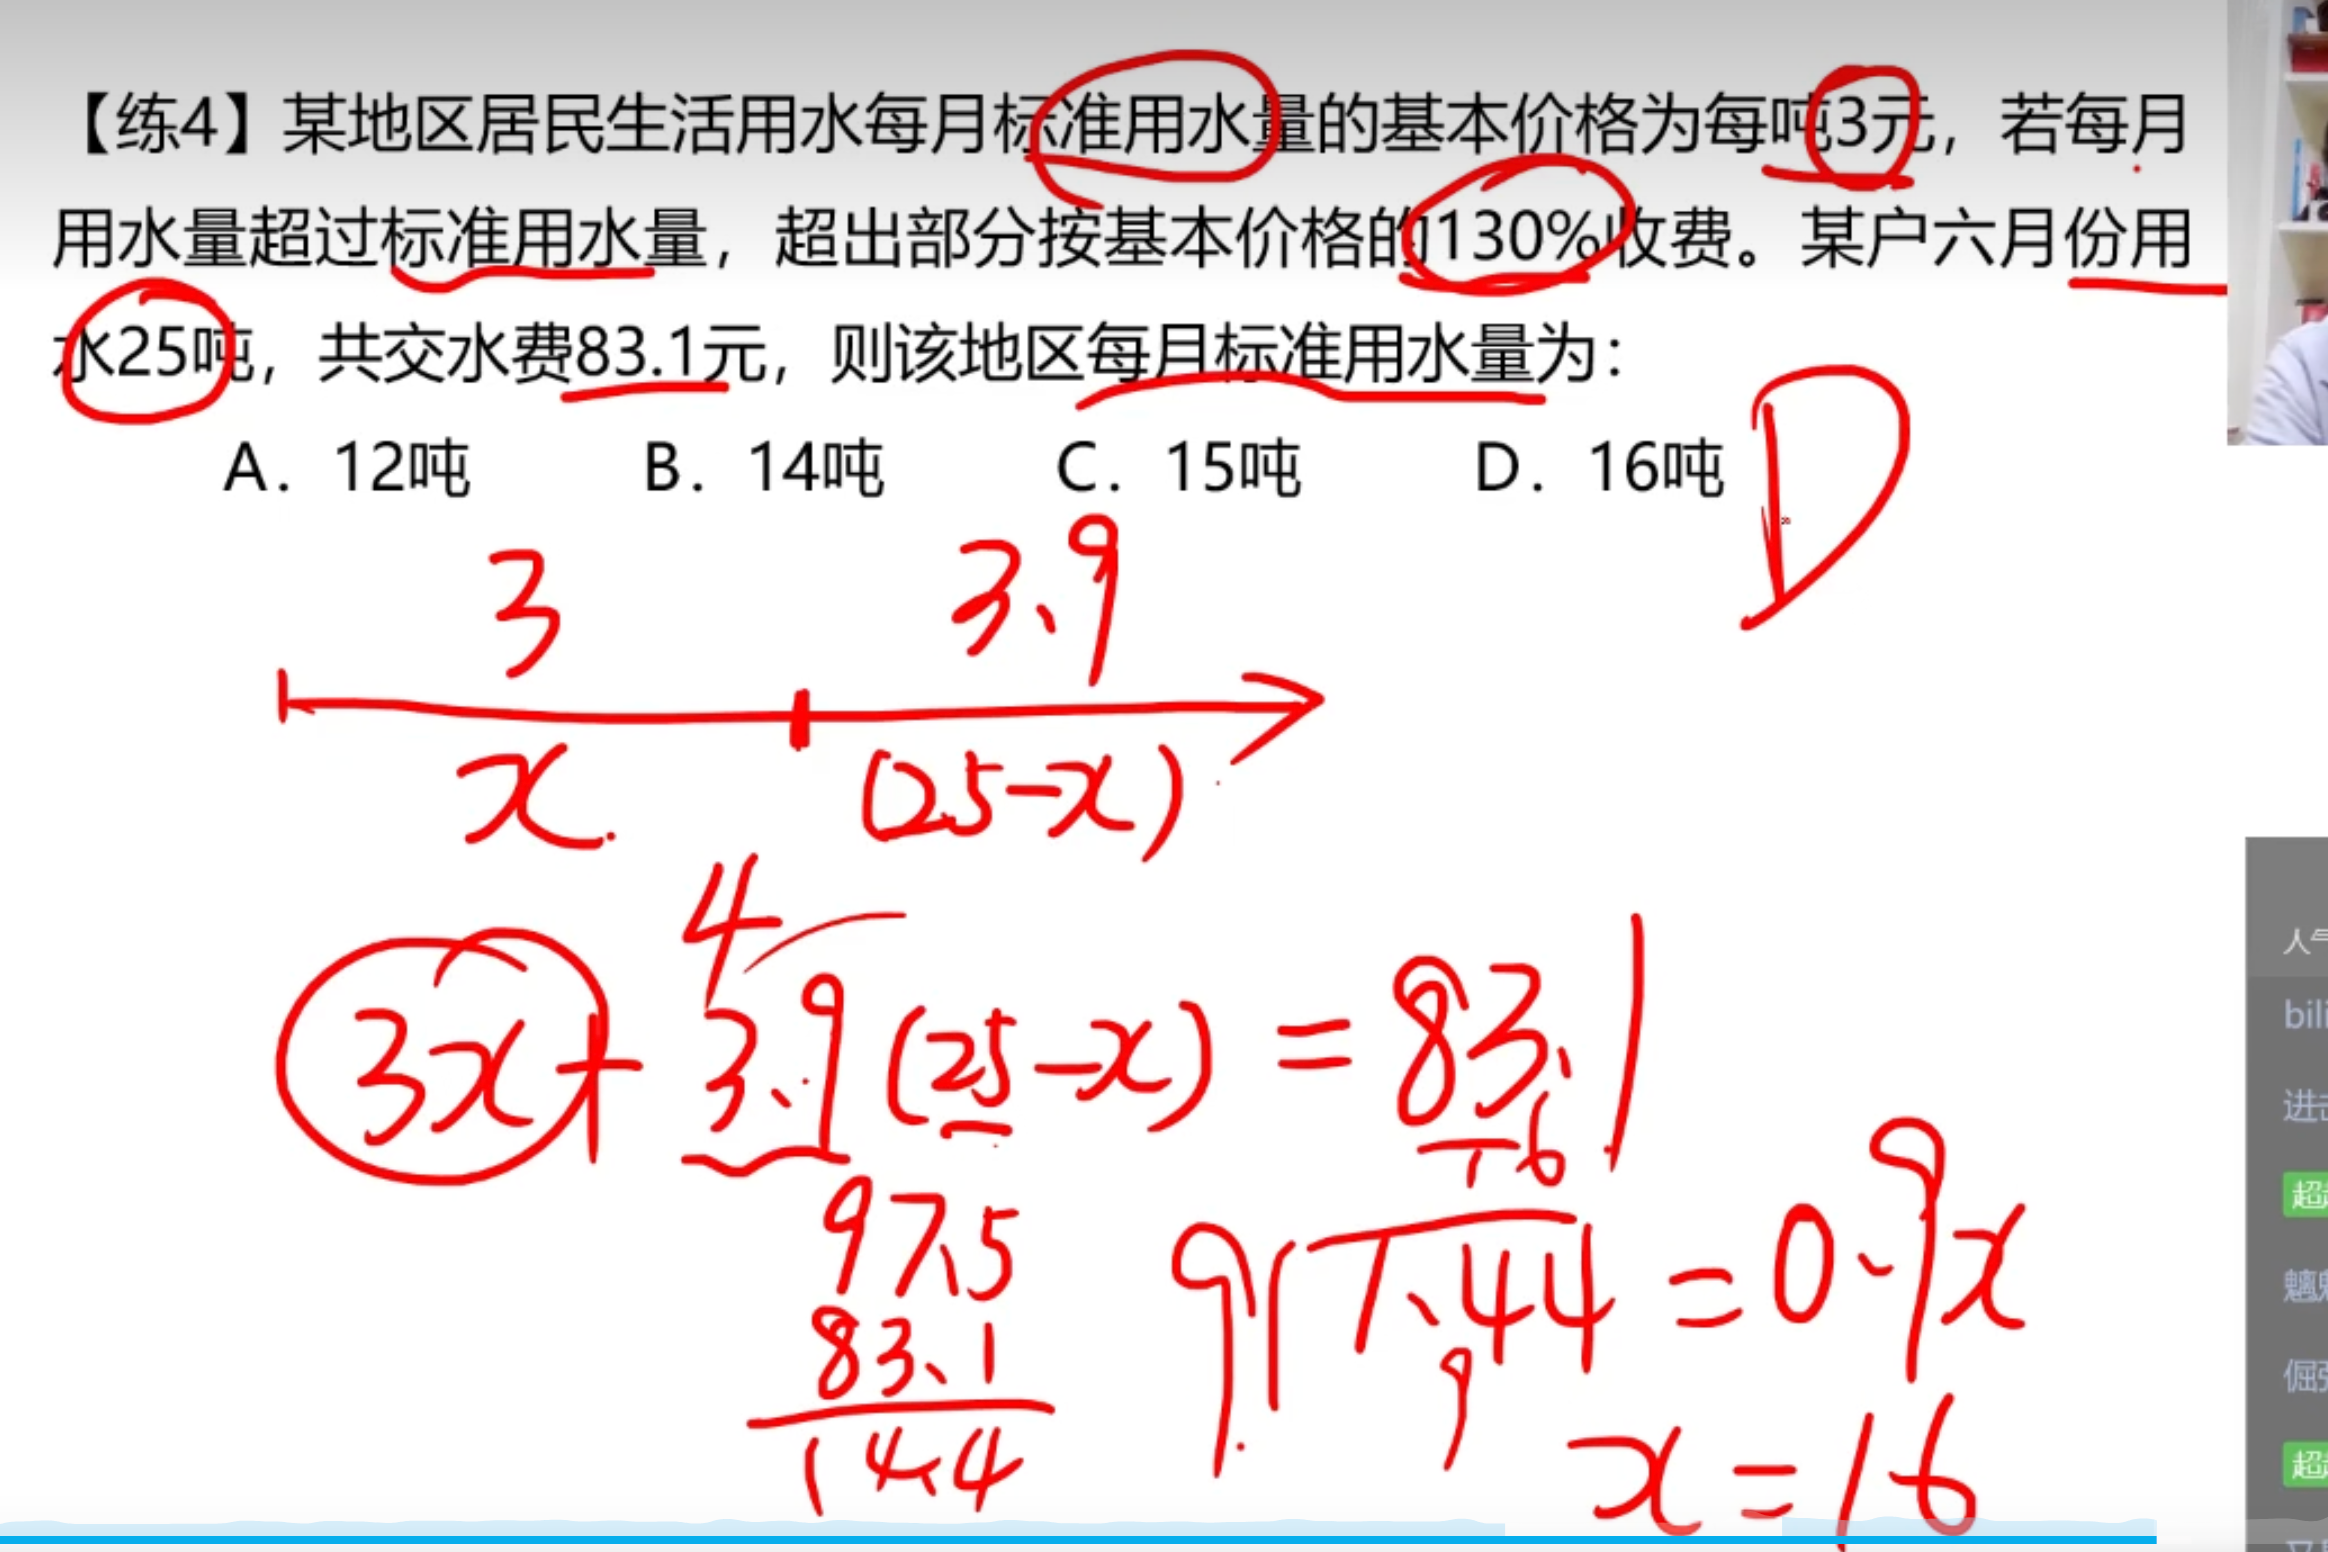 【练4】某地区居民生活用水每月标准用水量的基本价格为每吨3元，若每月
用水量超过标准用水量，超出部分按基本价格的130%收费。某户六月份用
水25吨，共交水费83.1元，则该地区每月标准用水量为：
A. 12吨 B. 14吨 C. 15吨 D. 16吨
D
3 3.9
x (25-x)
4
3x+3.9(25-x)=83.1
16
97.5
83.1
14.4
9 1.44=0.9x
9
x=16
bili
超
超